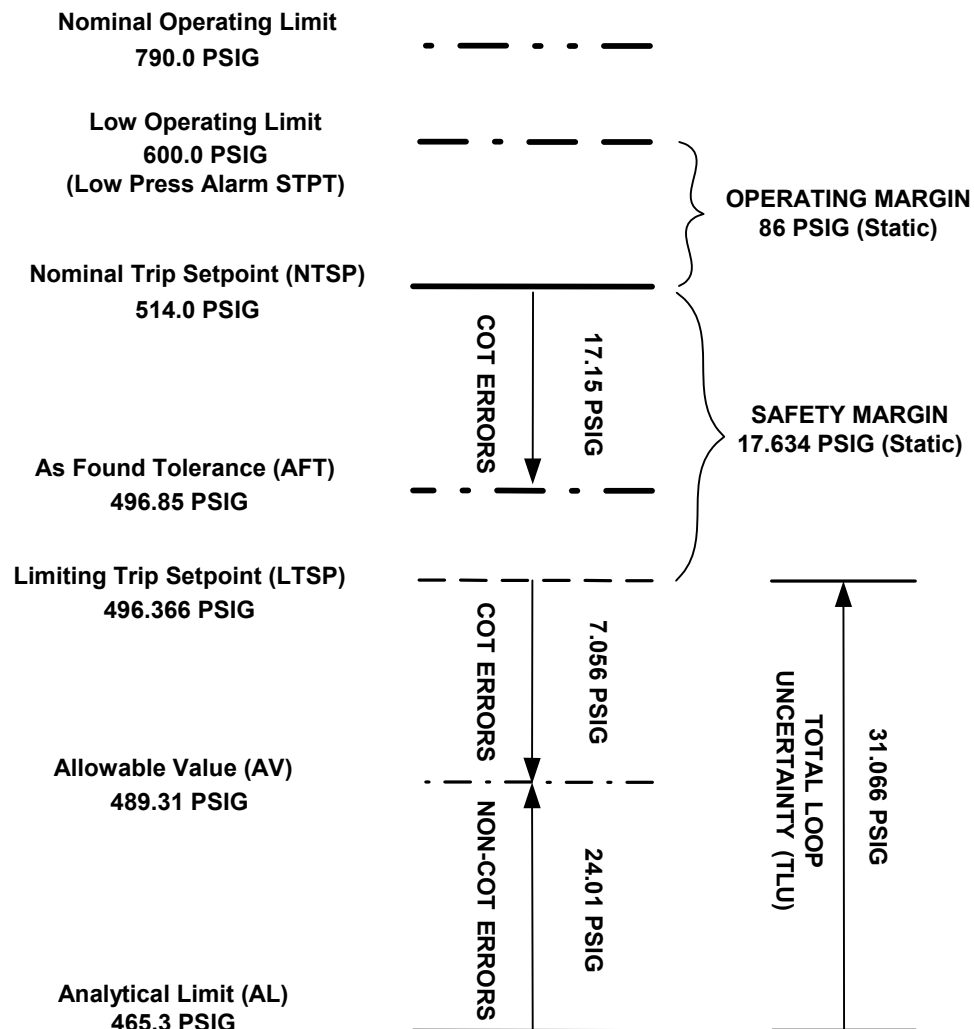 Nominal Operating Limit
790.0 PSIG
Low Operating Limit
600.0 PSIG
(Low Press Alarm STPT)
OPERATING MARGIN
86 PSIG (Static)
Nominal Trip Setpoint (NTSP)
514.0 PSIG
COT ERRORS
17.15 PSIG
SAFETY MARGIN
17.634 PSIG (Static)
As Found Tolerance (AFT)
496.85 PSIG
Limiting Trip Setpoint (LTSP)
496.366 PSIG
COT ERRORS
7.056 PSIG
TOTAL LOOP
UNCERTAINTY (TLU)
31.066 PSIG
Allowable Value (AV)
489.31 PSIG
NON-COT ERRORS
24.01 PSIG
Analytical Limit (AL)
465.3 PSIG